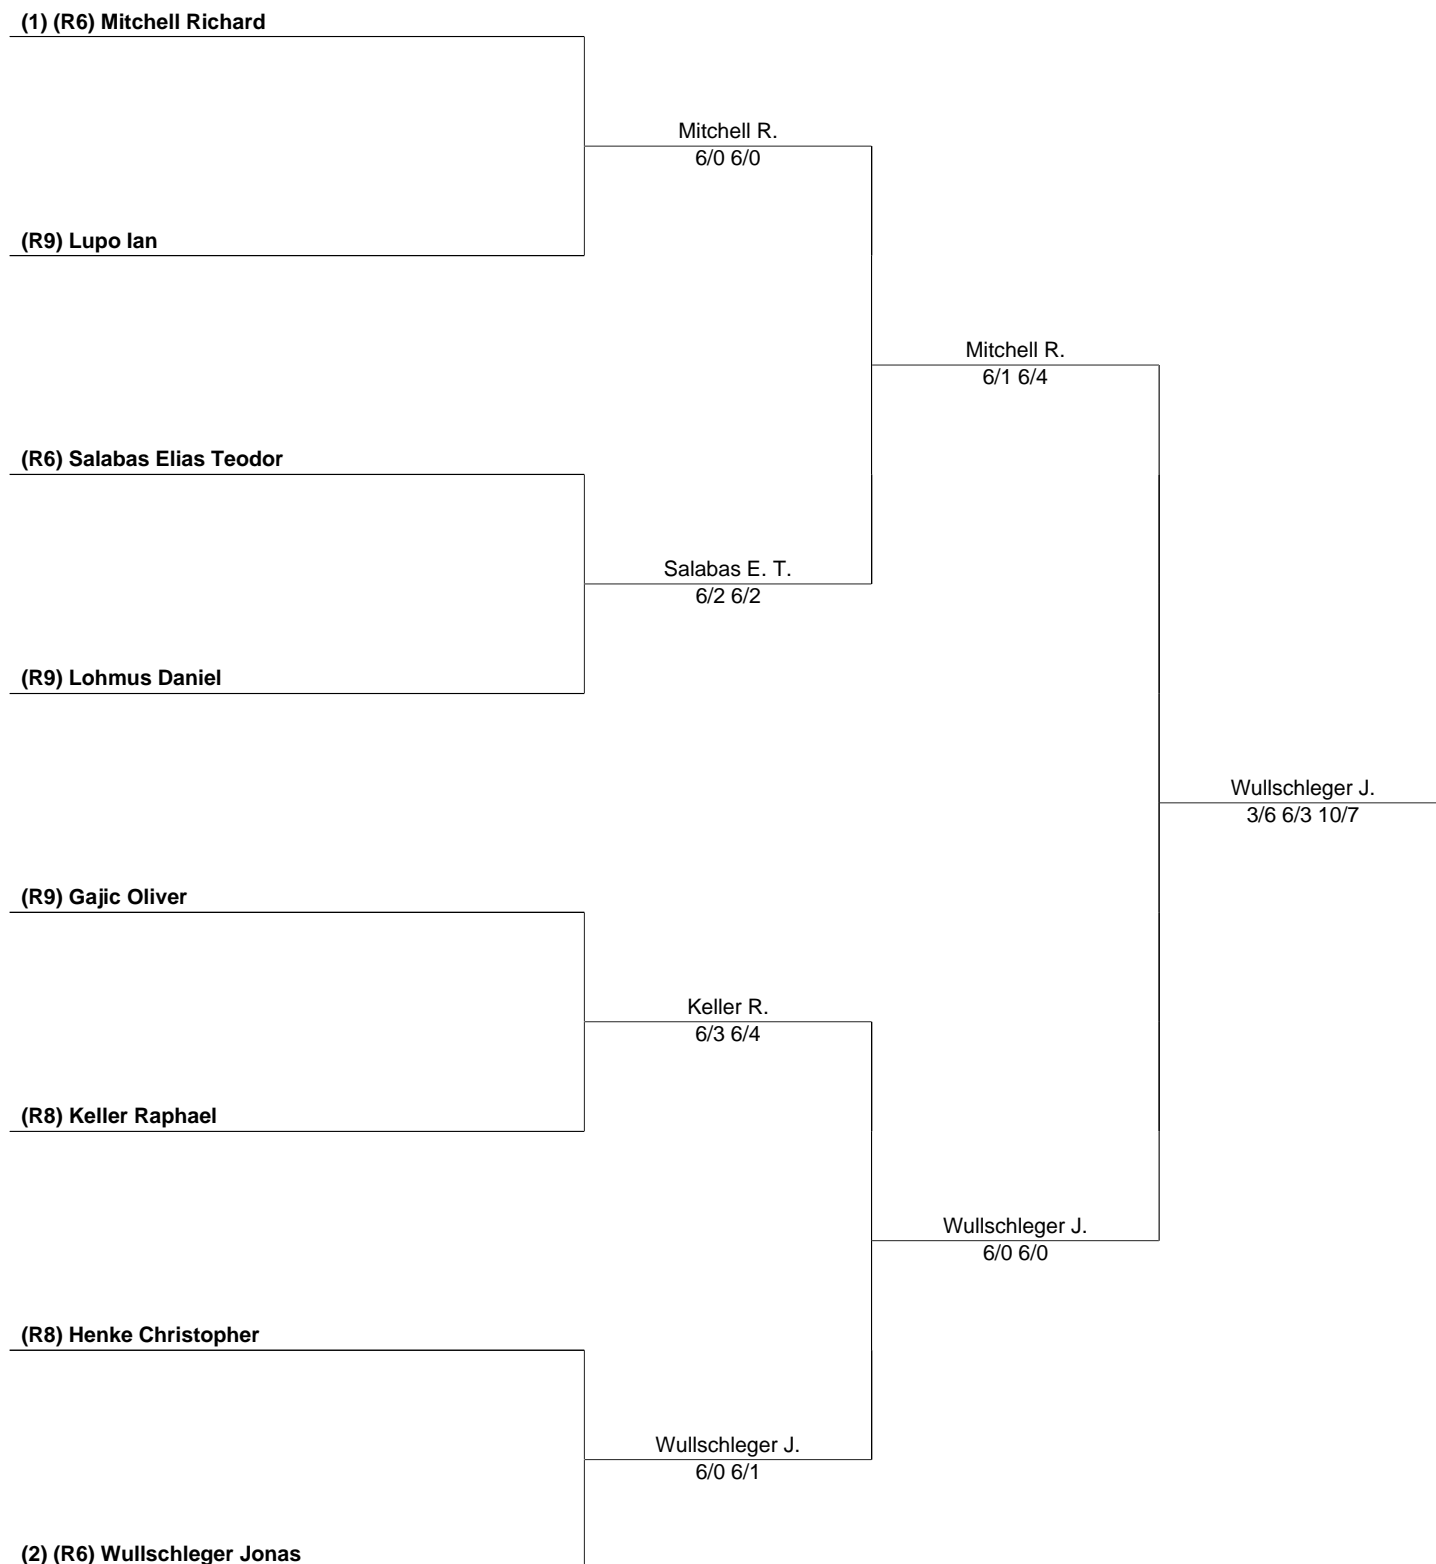 (1) (R6) Mitchell Richard
Mitchell R.
6/0 6/0
(R9) Lupo Ian
Mitchell R.
6/1 6/4
(R6) Salabas Elias Teodor
Salabas E. T.
6/2 6/2
(R9) Lohmus Daniel
Wullschleger J.
3/6 6/3 10/7
(R9) Gajic Oliver
Keller R.
6/3 6/4
(R8) Keller Raphael
Wullschleger J.
6/0 6/0
(R8) Henke Christopher
Wullschleger J.
6/0 6/1
(2) (R6) Wullschleger Jonas